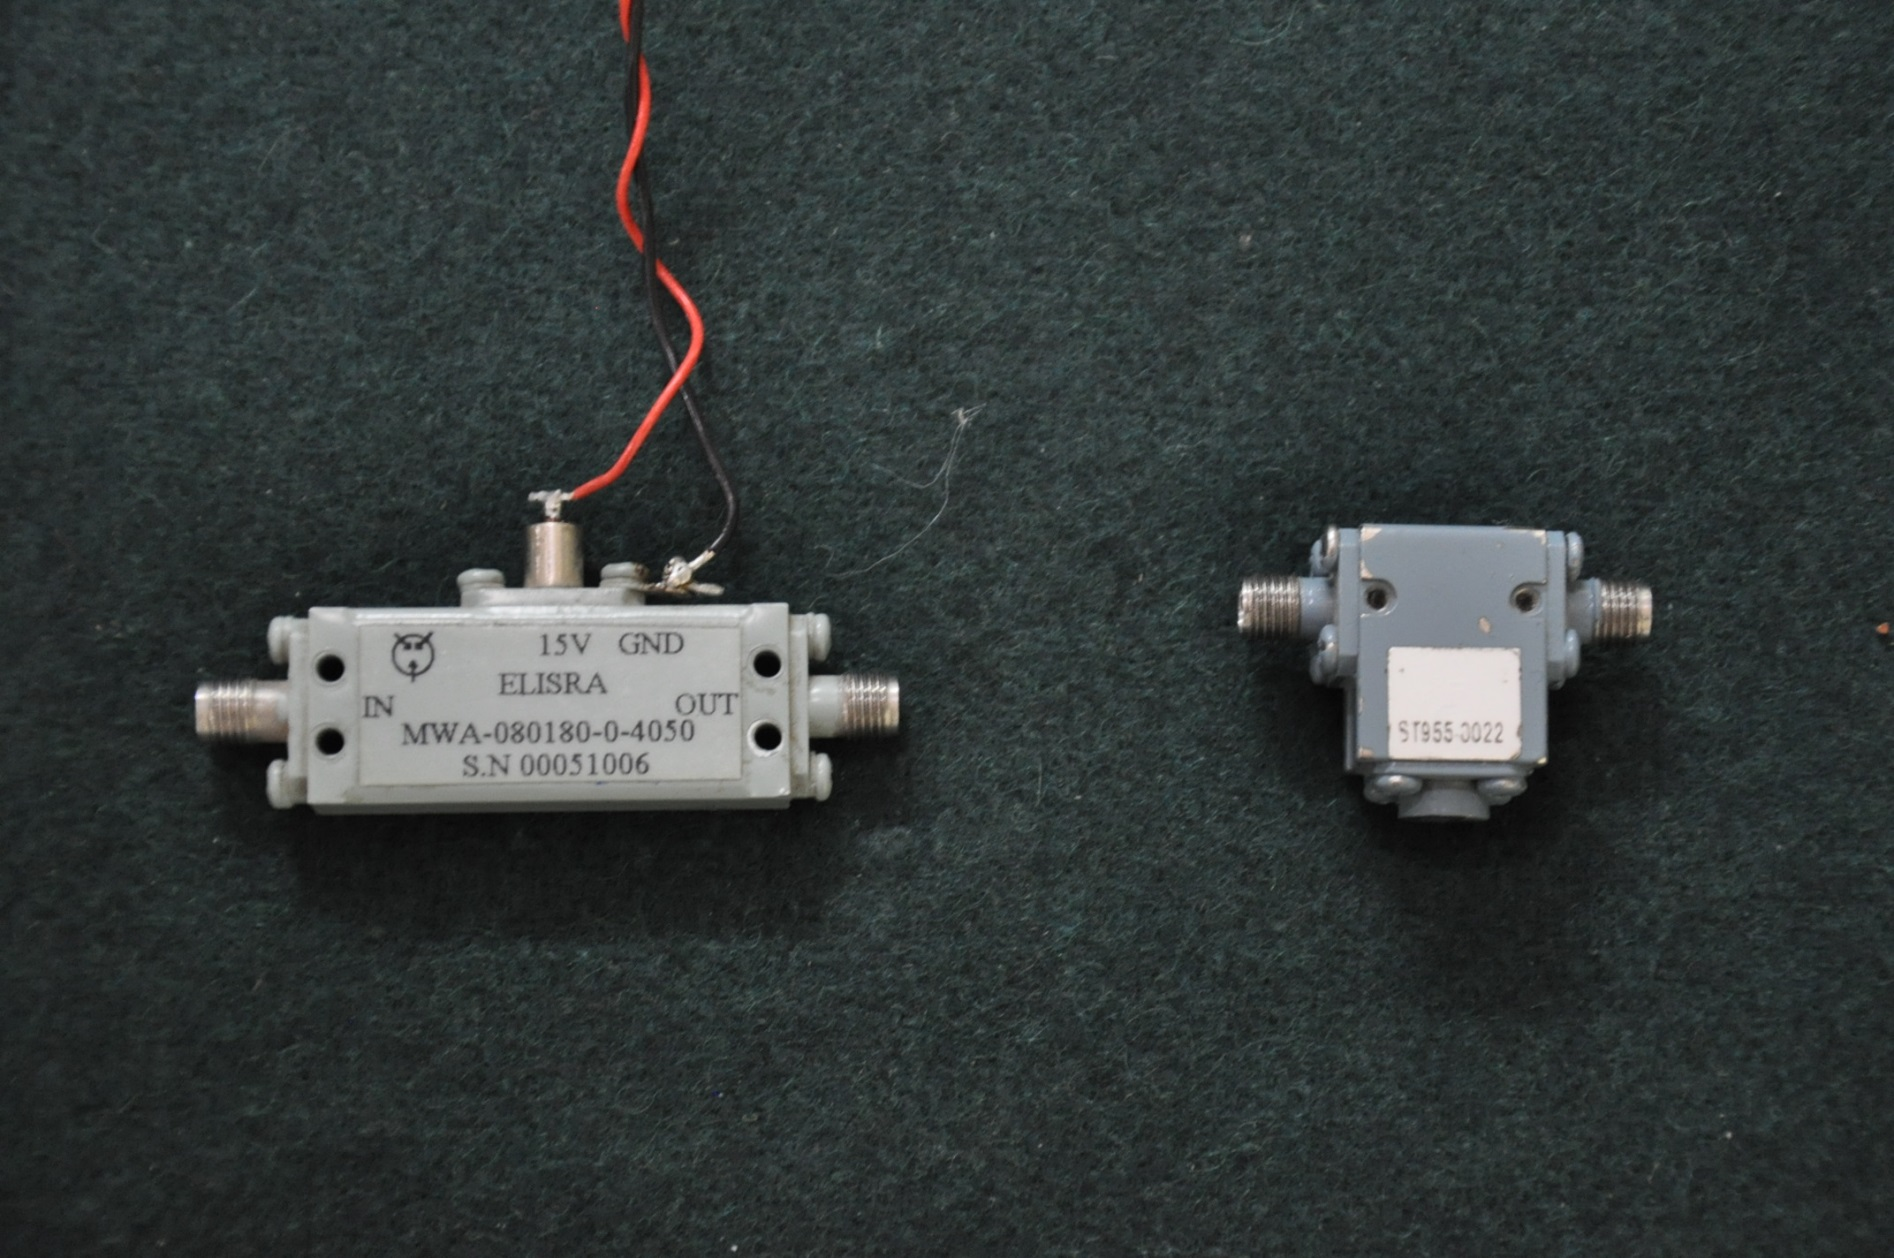 15V GND
ELISRA
IN OUT
MWA-080180-0-4050
S.N 00051006
ST955-0022